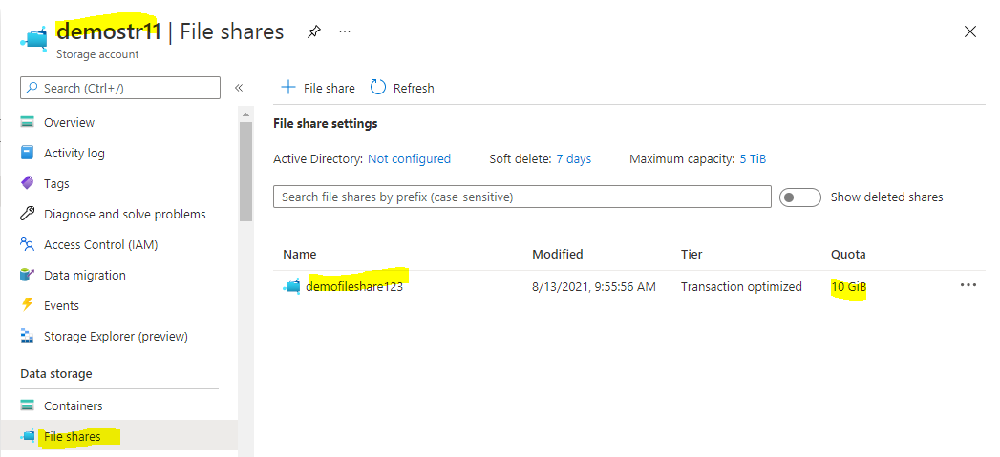 demostr11 | File shares
Storage account
Search (Ctrl+/)
Overview
Activity log
Tags
Diagnose and solve problems
Access Control (IAM)
Data migration
Events
Storage Explorer (preview)
Data storage
Containers
File shares
File share Refresh
File share settings
Active Directory: Not configured Soft delete: 7 days Maximum capacity: 5 TiB
Search file shares by prefix (case-sensitive) Show deleted shares
Name Modified Tier Quota
demofileshare123 8/13/2021, 9:55:56 AM Transaction optimized 10 GiB